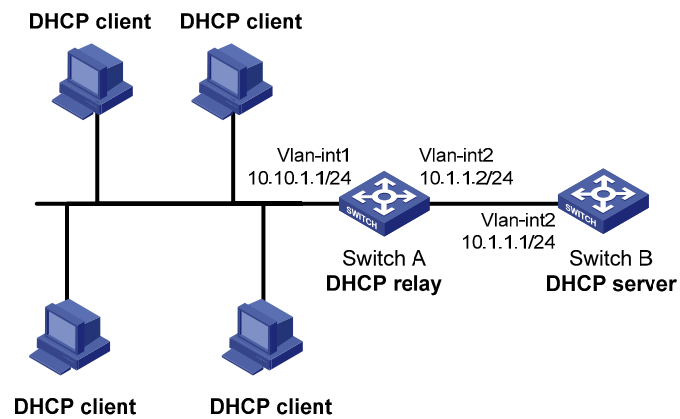 DHCP client
DHCP client
Vlan-int1
10.10.1.1/24
Vlan-int2
10.1.1.2/24
SWITCH
SWITCH
Vlan-int2
10.1.1.1/24
Switch A
DHCP relay
Switch B
DHCP server
DHCP client
DHCP client